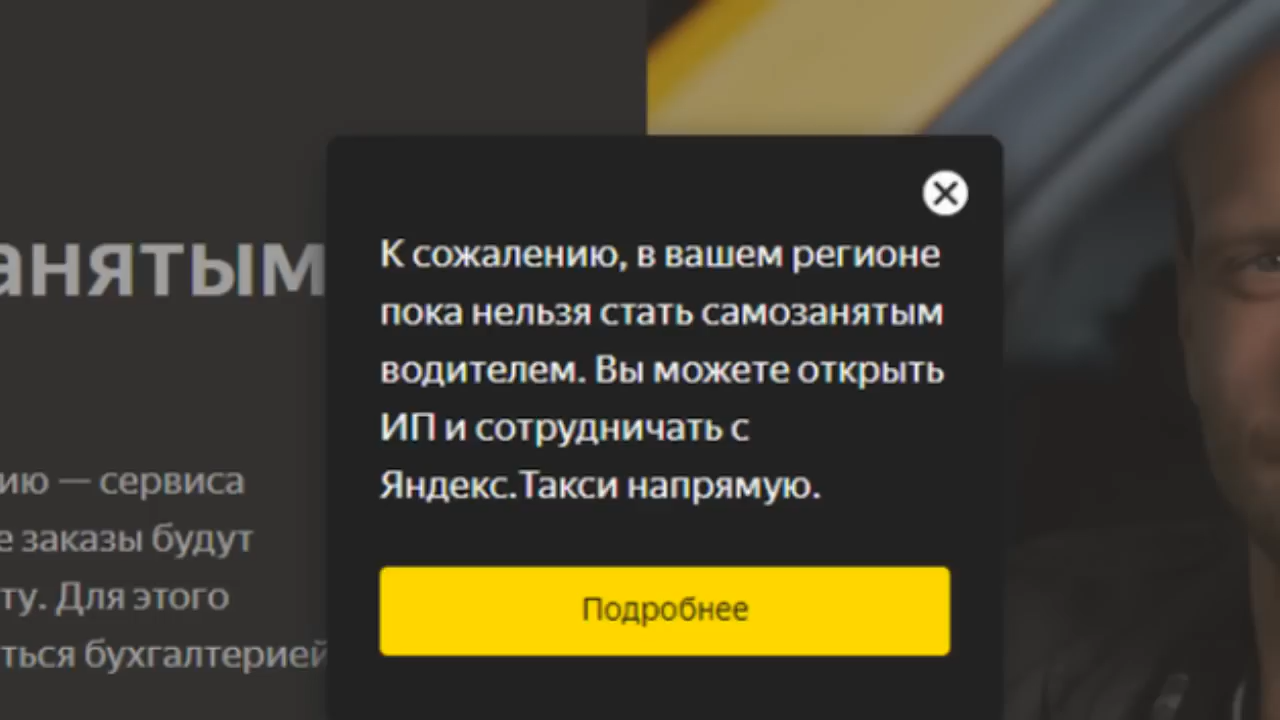 анятым
К сожалению, в вашем регионе
пока нельзя стать самозанятым
водителем. Вы можете открыть
ИП и сотрудничать с
Яндекс.Такси напрямую.
Подробнее
ию — сервиса
е заказы будут
ту. Для этого
ться бухгалтерией